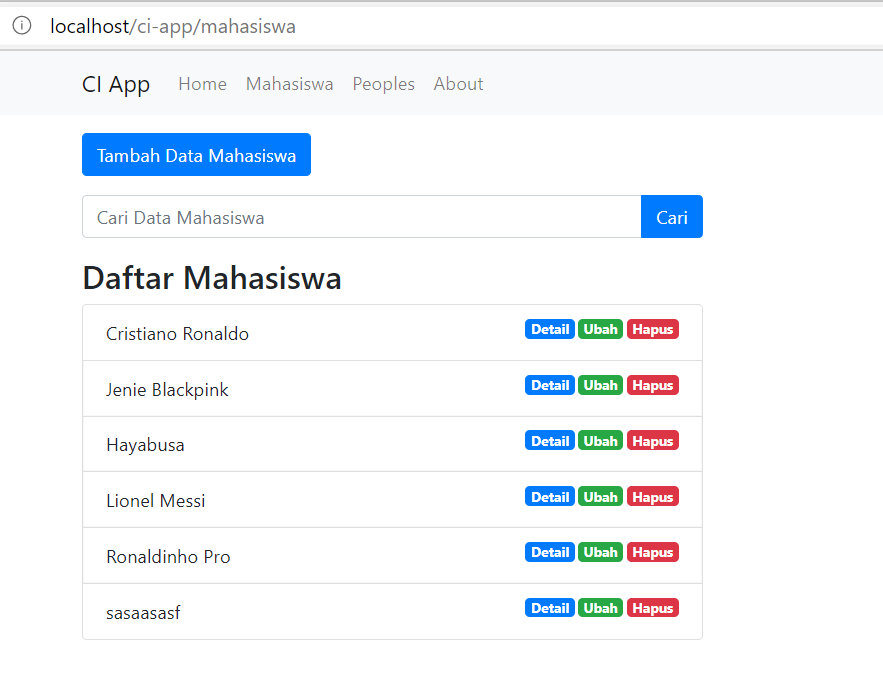 localhost/ci-app/mahasiswa
CI App Home Mahasiswa Peoples About
Tambah Data Mahasiswa
Cari Data Mahasiswa Cari
Daftar Mahasiswa
Cristiano Ronaldo Detail Ubah Hapus
Jenie Blackpink Detail Ubah Hapus
Hayabusa Detail Ubah Hapus
Lionel Messi Detail Ubah Hapus
Ronaldinho Pro Detail Ubah Hapus
sasaasasf Detail Ubah Hapus